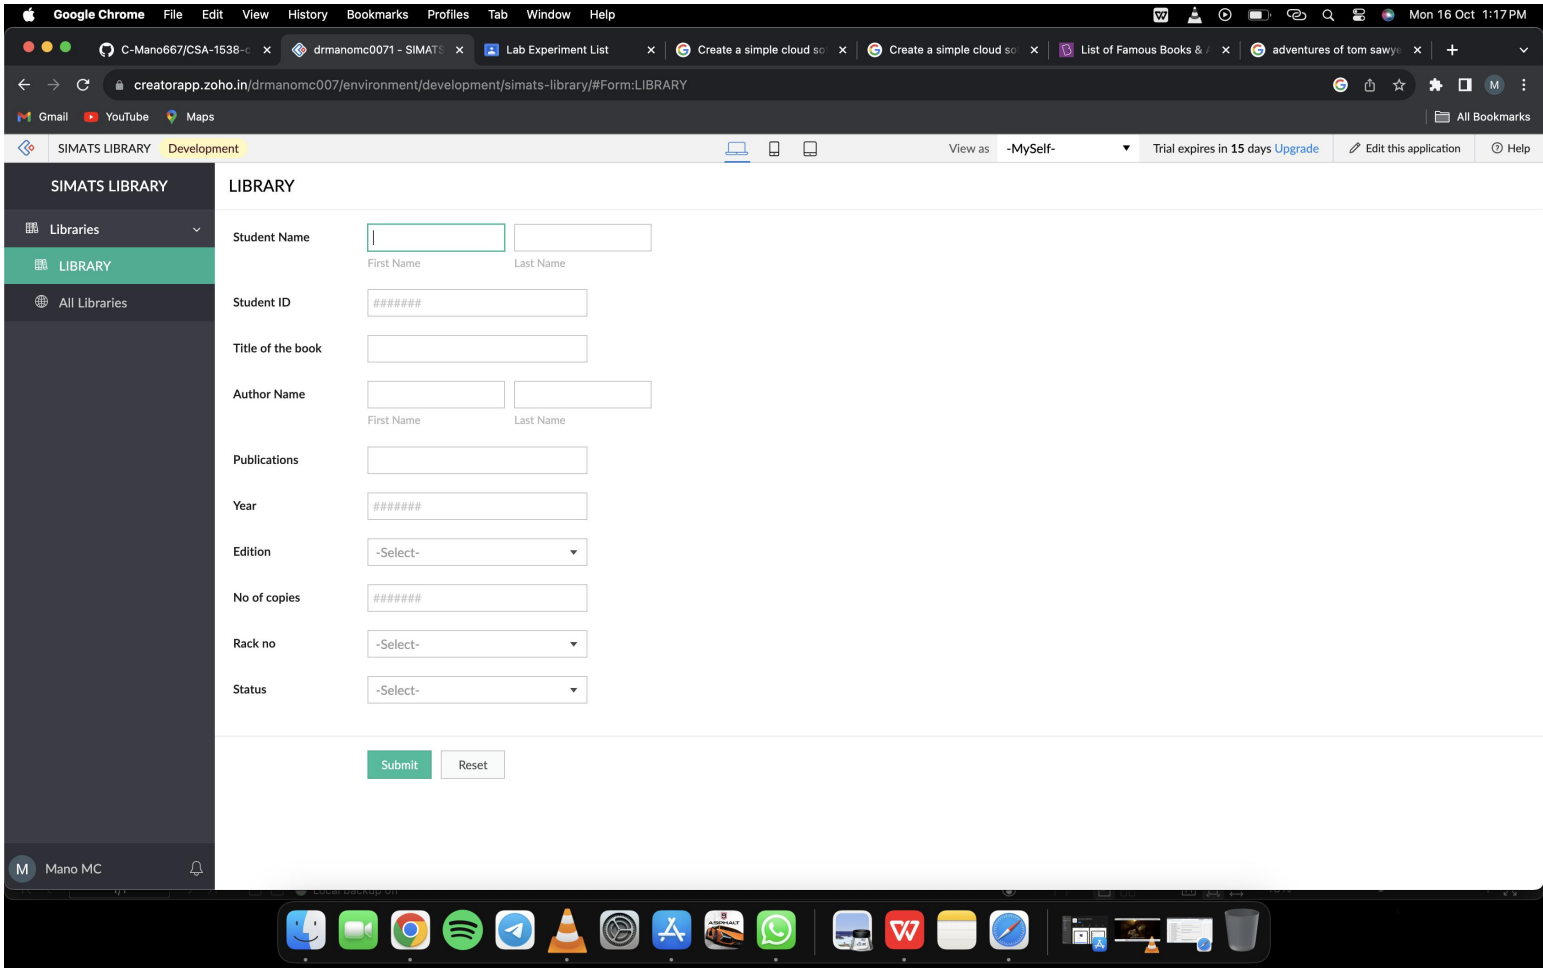 Google Chrome File Edit View History Bookmarks Profiles Tab Window Help Mon 16 Oct 1:17 PM
C-Mano667/CSA-1538-c drmanomc0071 - SIMATS Lab Experiment List Create a simple cloud so Create a simple cloud so List of Famous Books & A adventures of tom sawye
creatorapp.zoho.in/drmanomc007/environment/development/simats-library/#Form:LIBRARY M
Gmail YouTube Maps All Bookmarks
SIMATS LIBRARY Development View as -MySelf- Trial expires in 15 days Upgrade Edit this application Help
SIMATS LIBRARY LIBRARY
Libraries
LIBRARY
All Libraries
Student Name
First Name Last Name
Student ID #######
Title of the book
Author Name
First Name Last Name
Publications
Year #######
Edition -Select-
No of copies #######
Rack no -Select-
Status -Select-
Submit Reset
M Mano MC
Local backup on
ASPHALT